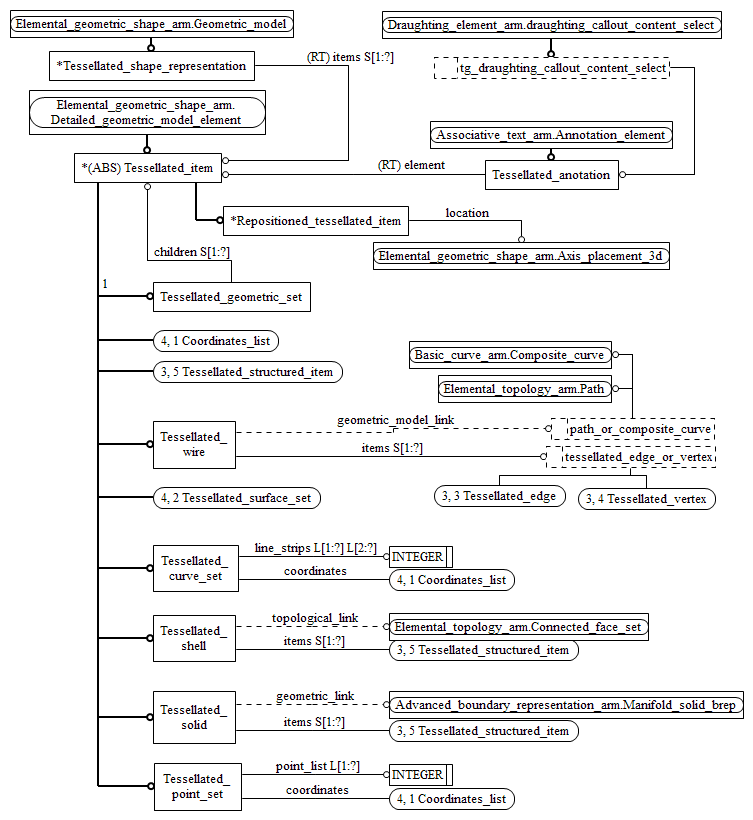 Elemental_geometric_shape_arm.Geometric_model
Draughting_element_arm.draughting_callout_content_select
*Tessellated_shape_representation
(RT) items S[1:?]
tg_draughting_callout_content_select
Elemental_geometric_shape_arm.
Detailed_geometric_model_element
Associative_text_arm.Annotation_element
*(ABS) Tessellated_item
(RT) element
Tessellated_anotation
*Repositioned_tessellated_item
location
Elemental_geometric_shape_arm.Axis_placement_3d
children S[1:?]
1
Tessellated_geometric_set
4, 1 Coordinates_list
3, 5 Tessellated_structured_item
Basic_curve_arm.Composite_curve
Elemental_topology_arm.Path
Tessellated_
wire
geometric_model_link
path_or_composite_curve
items S[1:?]
tessellated_edge_or_vertex
4, 2 Tessellated_surface_set
3, 3 Tessellated_edge
3, 4 Tessellated_vertex
Tessellated_
curve_set
line_strips L[1:?] L[2:?]
INTEGER
coordinates
4, 1 Coordinates_list
Tessellated_
shell
topological_link
Elemental_topology_arm.Connected_face_set
items S[1:?]
3, 5 Tessellated_structured_item
Tessellated_
solid
geometric_link
Advanced_boundary_representation_arm.Manifold_solid_brep
items S[1:?]
3, 5 Tessellated_structured_item
Tessellated_
point_set
point_list L[1:?]
INTEGER
coordinates
4, 1 Coordinates_list